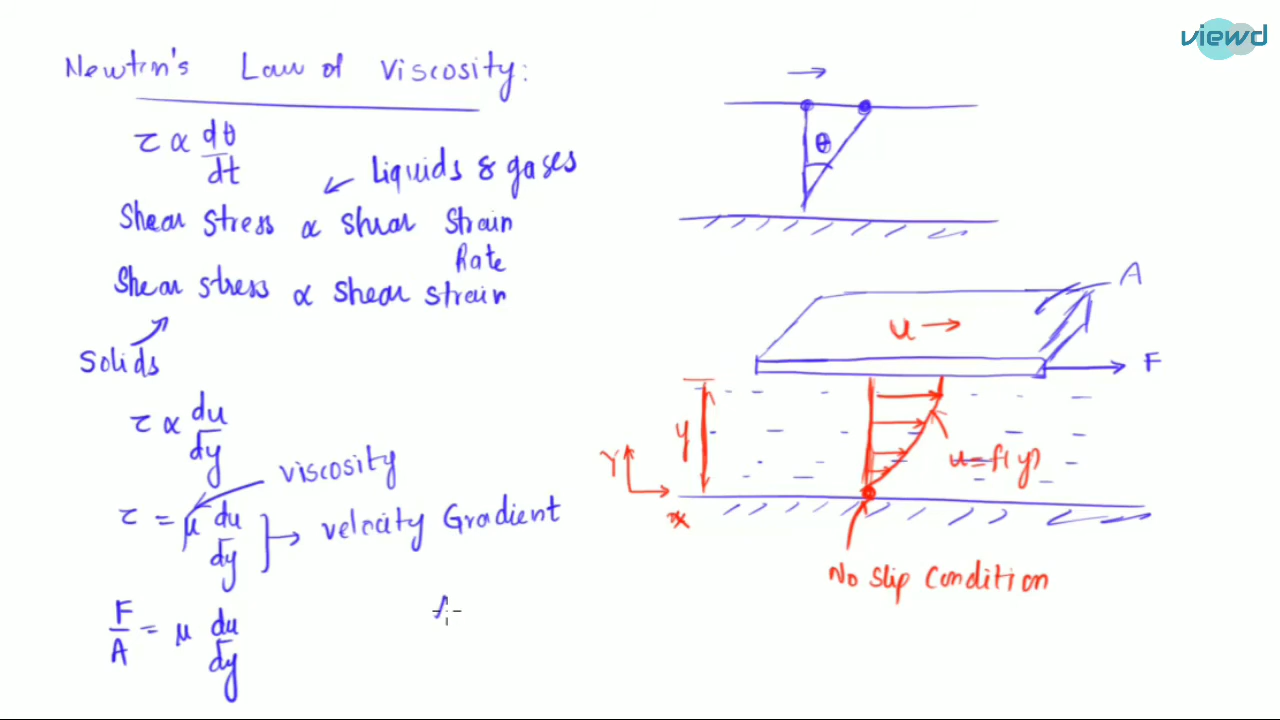 viewd
Newton's Law of Viscosity:
τ ∝ dθ/dt
Liquids & gases
Shear Stress ∝ shear Strain
Rate
Shear stress ∝ shear strain
Solids
τ ∝ du/dy
viscosity
τ = μ du/dy → velocity Gradient
F/A = μ du/dy
θ
A
u →
F
y
u=f(y)
Y
x
No slip Condition